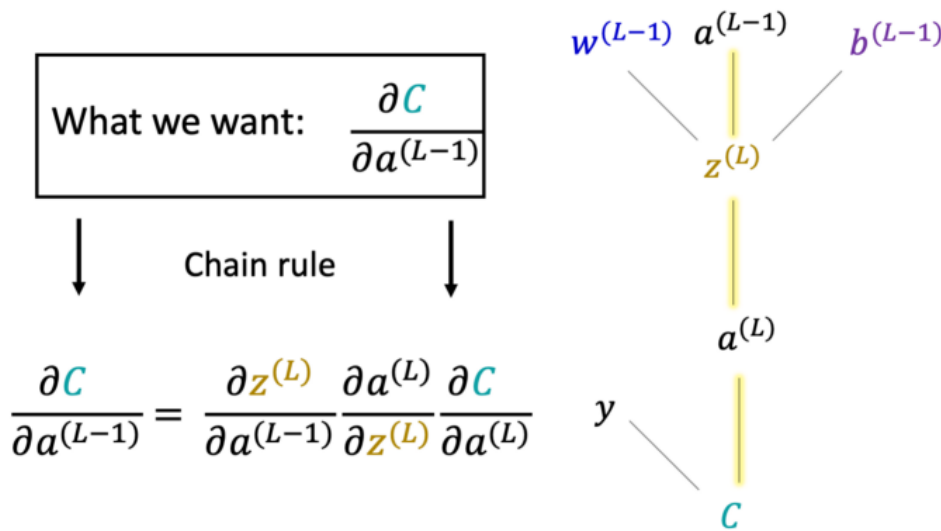 What we want: ∂C/∂a^(L−1)
Chain rule
∂C/∂a^(L−1) = ∂z^(L)/∂a^(L−1) ∂a^(L)/∂z^(L) ∂C/∂a^(L)
w^(L−1) a^(L−1) b^(L−1)
z^(L)
a^(L)
y
C